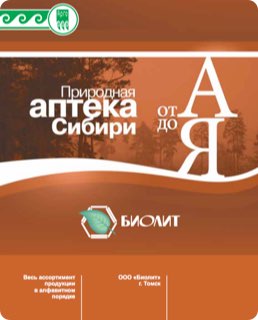 Природная
аптека
Сибири
от А
до Я
БИОЛИТ
Весь ассортимент
продукции
в алфавитном
порядке
ООО «Биолит»
г. Томск